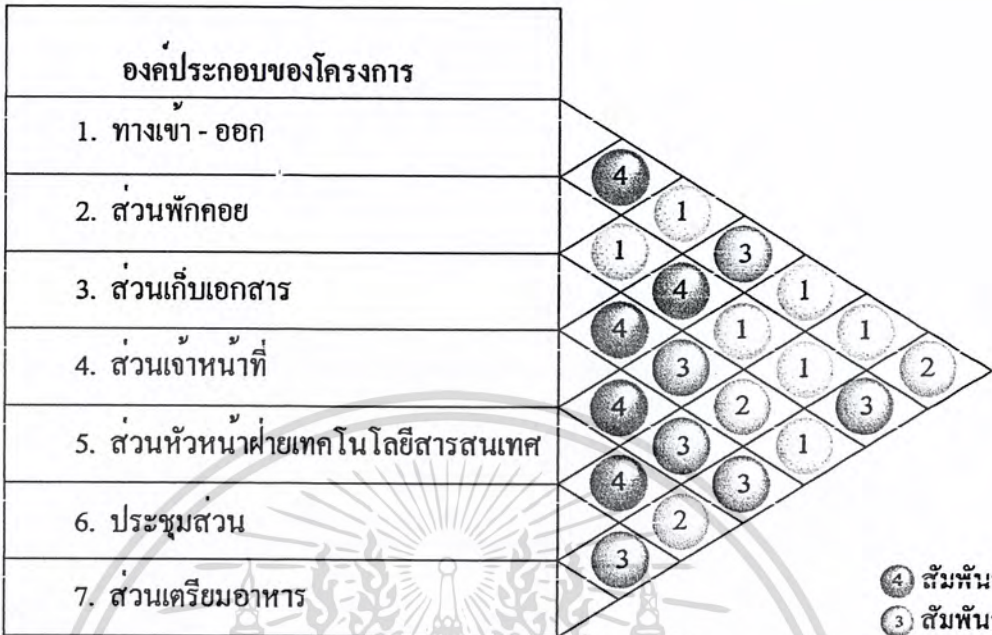 องค์ประกอบของโครงการ
1. ทางเข้า - ออก
4
1
2. ส่วนพักคอย
1 3
4 1
3. ส่วนเก็บเอกสาร
4 1 1
3 1 2
4. ส่วนเจ้าหน้าที่
4 2 3
3 1
5. ส่วนหัวหน้าฝ่ายเทคโนโลยีสารสนเทศ
4 3
2
6. ประชุมส่วน
3
7. ส่วนเตรียมอาหาร
4 สัมพัน
3 สัมพัน